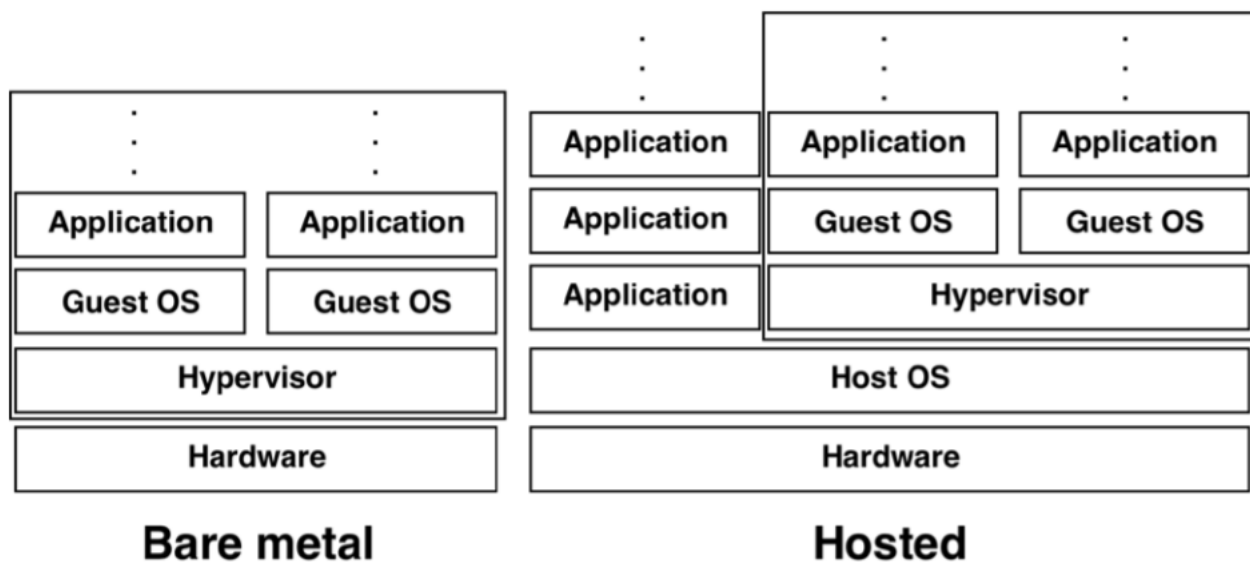 Application Application
Guest OS Guest OS
Hypervisor
Hardware
Bare metal
Application Application Application
Application Guest OS Guest OS
Application Hypervisor
Host OS
Hardware
Hosted